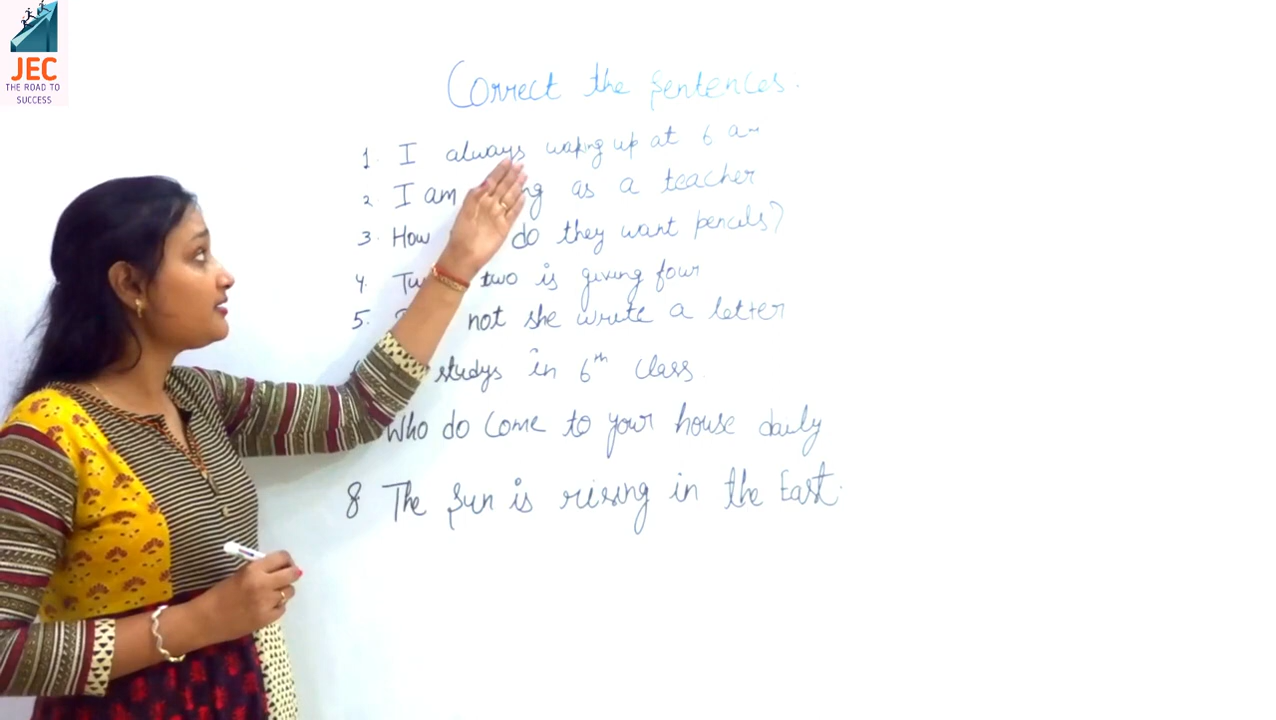 JEC
THE ROAD TO
SUCCESS
Correct the sentences.
1. I always waking up at 6 am
2. I am as a teacher
3. How do they want pencils?
4. two is giving four
5. not she write a letter
studys in 6th class.
Who do come to your house daily
8 The Sun is rising in the East.